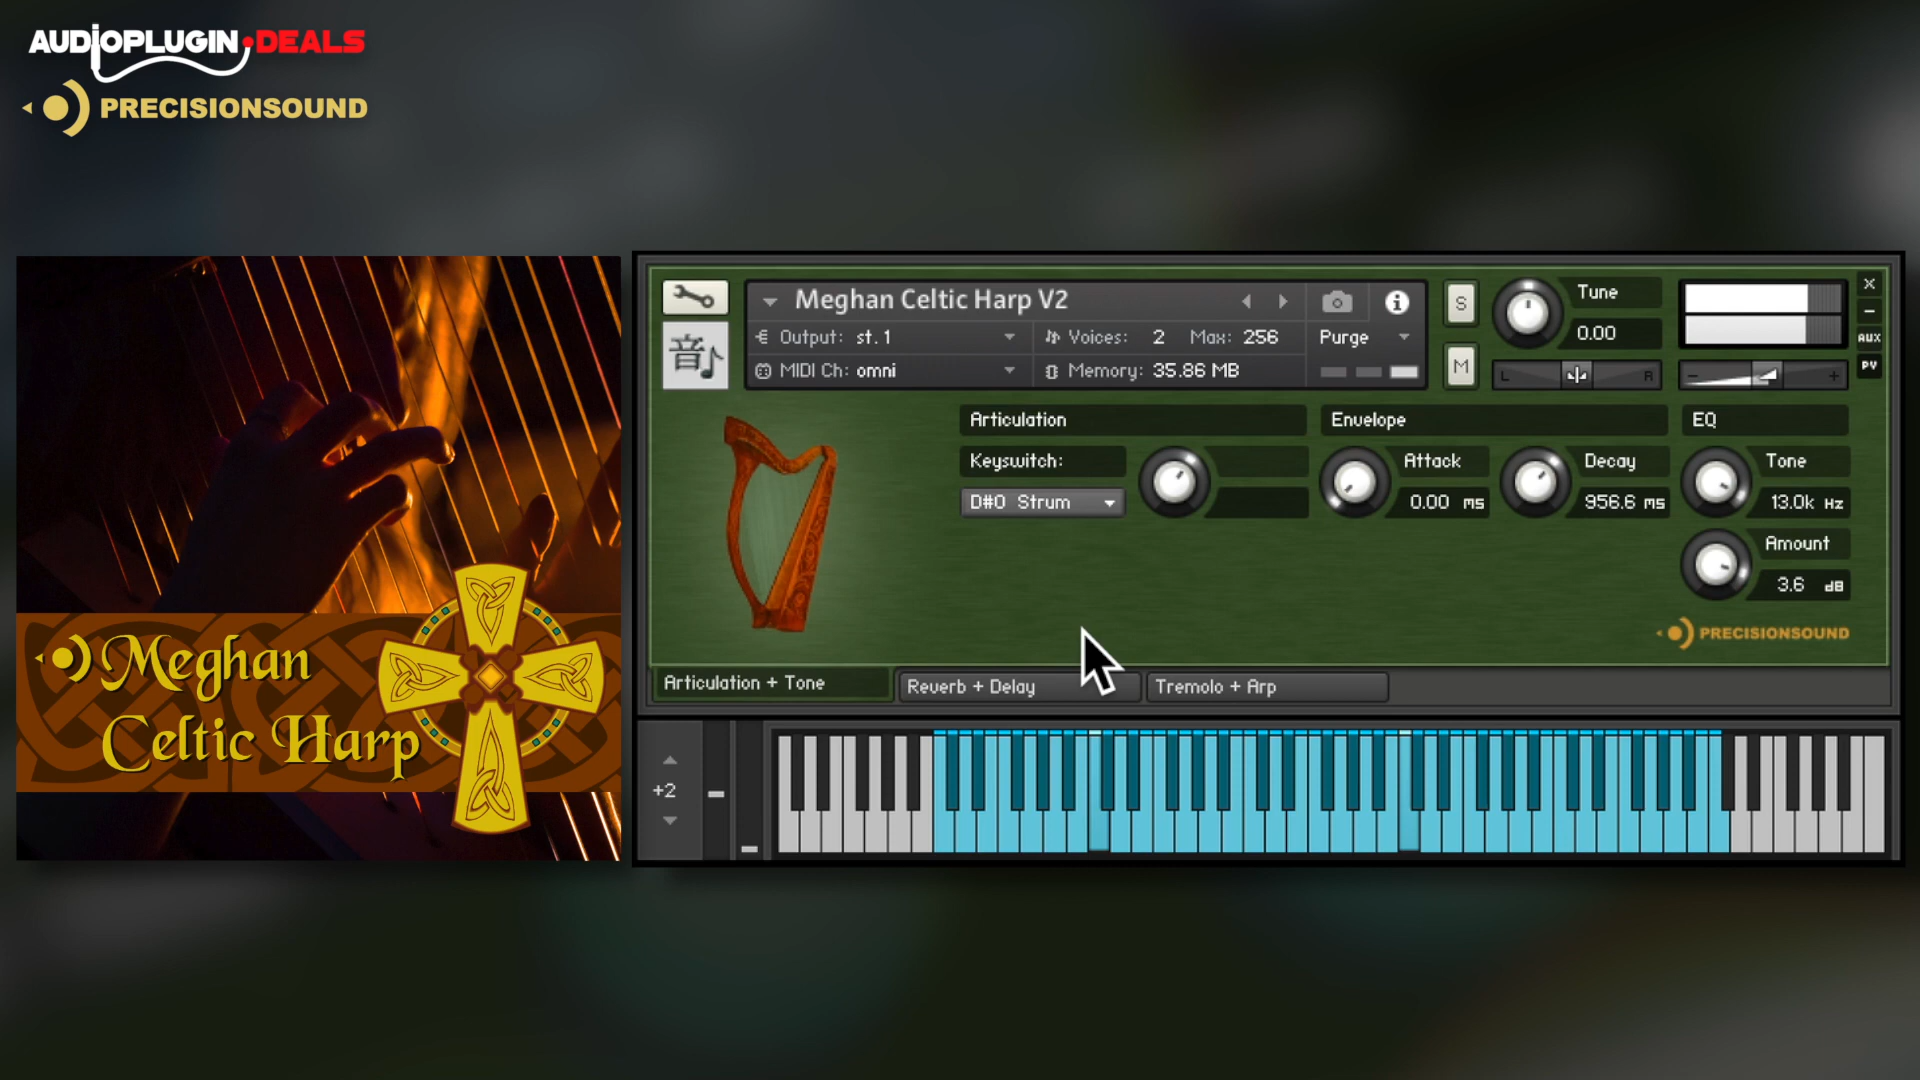 AUDIOPLUGIN.DEALS
PRECISIONSOUND
Meghan
Celtic Harp
Meghan Celtic Harp V2
Output: st. 1
Voices: 2 Max: 256
Purge
MIDI Ch: omni
Memory: 35.86 MB
S
M
Tune
0.00
L
R
-
+
X
-
AUX
PV
音
Articulation
Envelope
EQ
Keyswitch:
D#0 Strum
Attack
0.00 ms
Decay
956.6 ms
Tone
13.0k Hz
Amount
3.6 dB
PRECISIONSOUND
Articulation + Tone
Reverb + Delay
Tremolo + Arp
+2